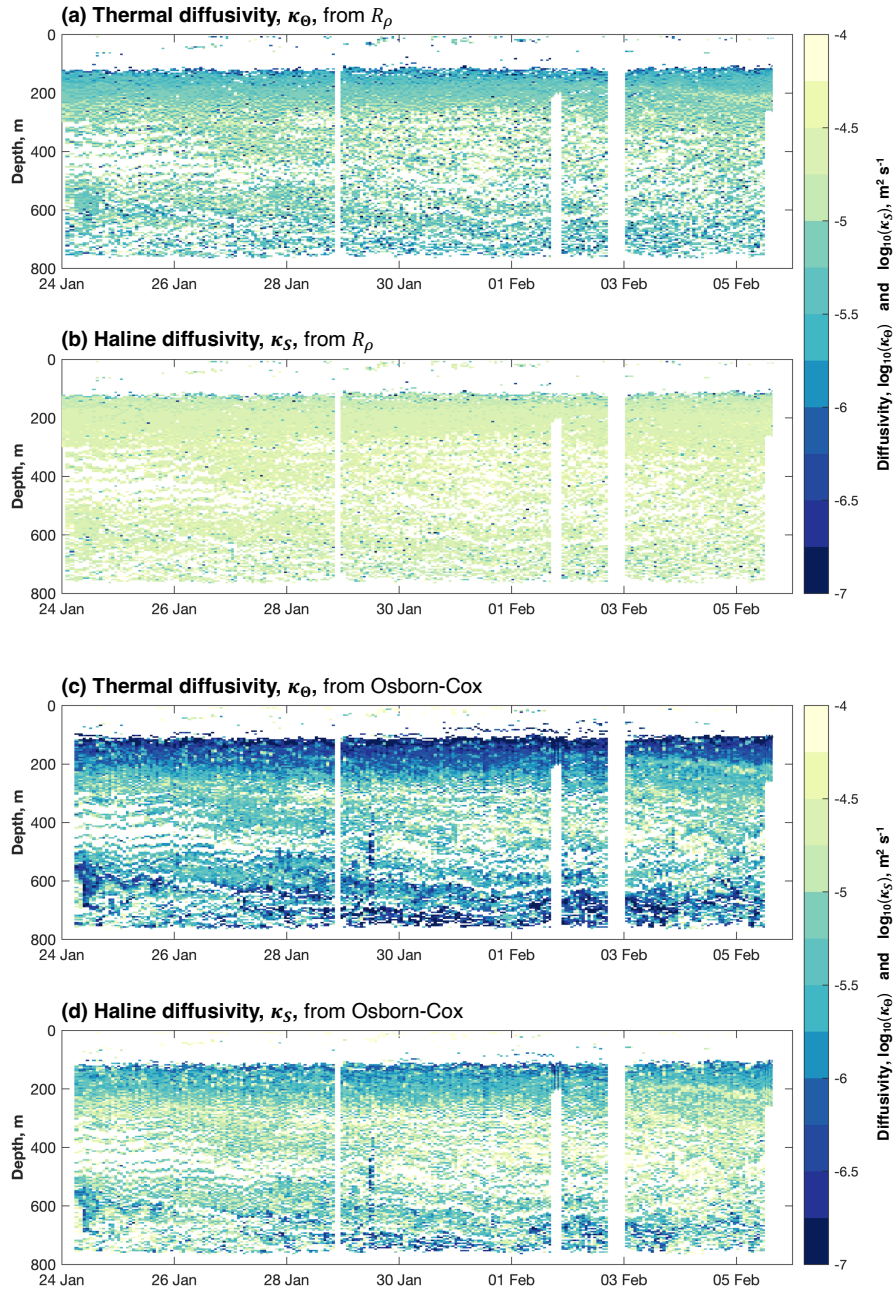 (a) Thermal diffusivity, κΘ, from Rρ
0
200
400
600
800
Depth, m
24 Jan 26 Jan 28 Jan 30 Jan 01 Feb 03 Feb 05 Feb
(b) Haline diffusivity, κS, from Rρ
0
200
400
600
800
Depth, m
24 Jan 26 Jan 28 Jan 30 Jan 01 Feb 03 Feb 05 Feb
-4
-4.5
-5
-5.5
-6
-6.5
-7
Diffusivity, log10(κΘ) and log10(κS), m² s⁻¹
(c) Thermal diffusivity, κΘ, from Osborn-Cox
0
200
400
600
800
Depth, m
24 Jan 26 Jan 28 Jan 30 Jan 01 Feb 03 Feb 05 Feb
(d) Haline diffusivity, κS, from Osborn-Cox
0
200
400
600
800
Depth, m
24 Jan 26 Jan 28 Jan 30 Jan 01 Feb 03 Feb 05 Feb
-4
-4.5
-5
-5.5
-6
-6.5
-7
Diffusivity, log10(κΘ) and log10(κS), m² s⁻¹